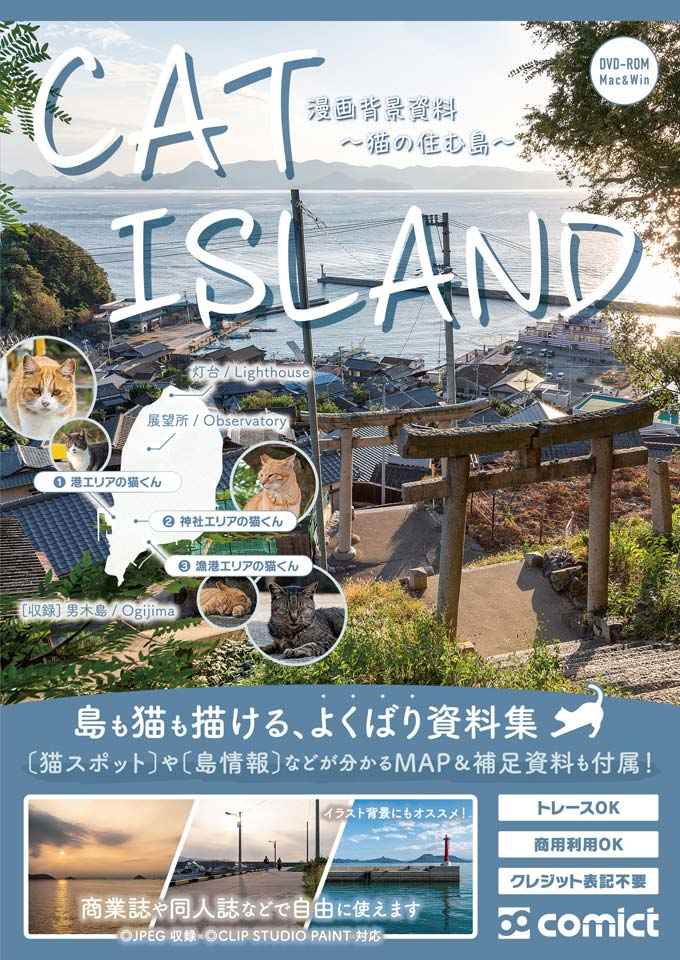 CAT
ISLAND
漫画背景資料
〜猫の住む島〜
DVD-ROM
Mac&Win
灯台 / Lighthouse
展望所 / Observatory
1 港エリアの猫くん
2 神社エリアの猫くん
3 漁港エリアの猫くん
［収録］男木島 / Ogijima
島も猫も描ける、よくばり資料集
〔猫スポット〕や〔島情報〕などが分かるMAP&補足資料も付属！
イラスト背景にもオススメ！
商業誌や同人誌などで自由に使えます
◎JPEG 収録 ◎CLIP STUDIO PAINT 対応
トレースOK
商用利用OK
クレジット表記不要
comict